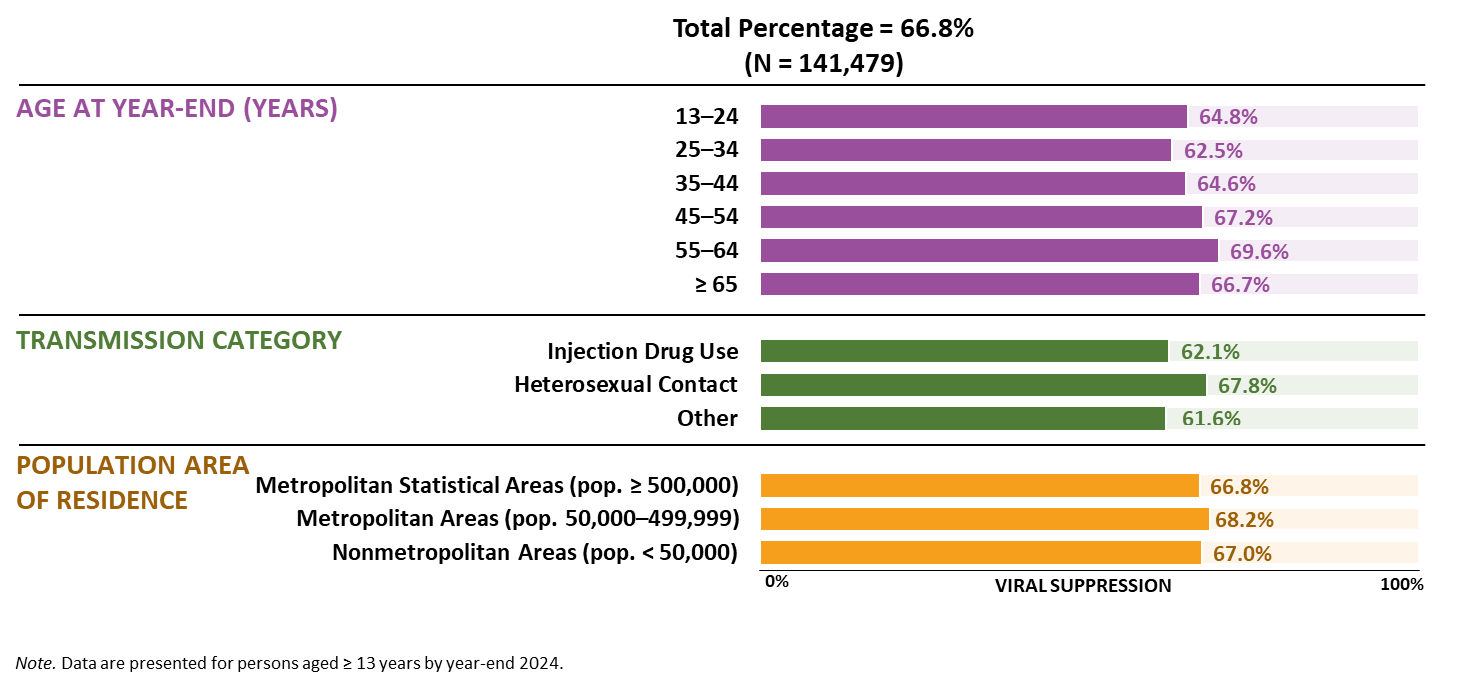 Total Percentage = 66.8%
(N = 141,479)
AGE AT YEAR-END (YEARS)
13–24 64.8%
25–34 62.5%
35–44 64.6%
45–54 67.2%
55–64 69.6%
≥ 65 66.7%
TRANSMISSION CATEGORY
Injection Drug Use 62.1%
Heterosexual Contact 67.8%
Other 61.6%
POPULATION AREA
OF RESIDENCE
Metropolitan Statistical Areas (pop. ≥ 500,000) 66.8%
Metropolitan Areas (pop. 50,000–499,999) 68.2%
Nonmetropolitan Areas (pop. < 50,000) 67.0%
0% VIRAL SUPPRESSION 100%
Note. Data are presented for persons aged ≥ 13 years by year-end 2024.